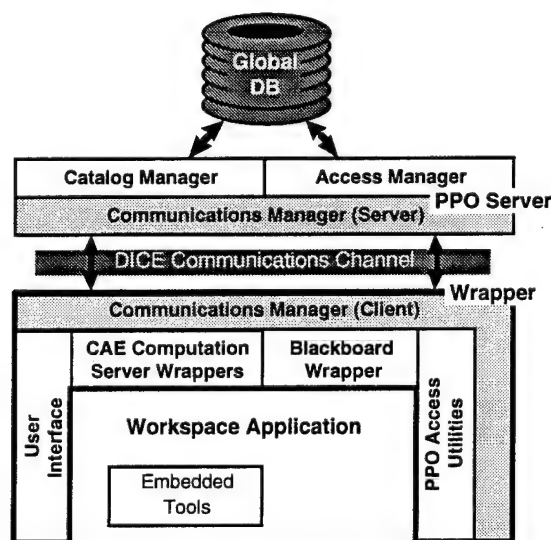 Global
DB
Catalog Manager
Access Manager
PPO Server
Communications Manager (Server)
DICE Communications Channel
Wrapper
Communications Manager (Client)
CAE Computation
Server Wrappers
Blackboard
Wrapper
User
Interface
Workspace Application
PPO Access
Utilities
Embedded
Tools